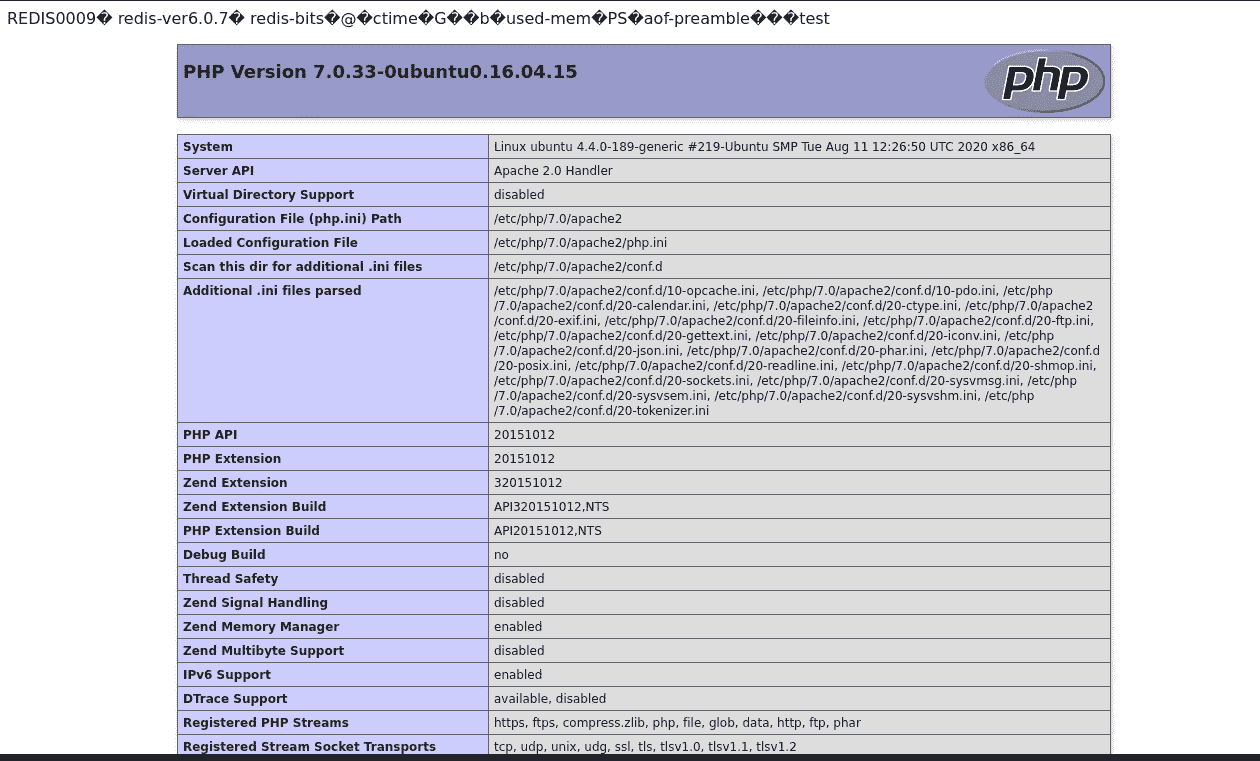 REDIS0009� redis-ver6.0.7� redis-bits�@�ctime�G��b�used-mem�PS�aof-preamble���test
PHP Version 7.0.33-0ubuntu0.16.04.15
php
System Linux ubuntu 4.4.0-189-generic #219-Ubuntu SMP Tue Aug 11 12:26:50 UTC 2020 x86_64
Server API Apache 2.0 Handler
Virtual Directory Support disabled
Configuration File (php.ini) Path /etc/php/7.0/apache2
Loaded Configuration File /etc/php/7.0/apache2/php.ini
Scan this dir for additional .ini files /etc/php/7.0/apache2/conf.d
Additional .ini files parsed /etc/php/7.0/apache2/conf.d/10-opcache.ini, /etc/php/7.0/apache2/conf.d/10-pdo.ini, /etc/php
/7.0/apache2/conf.d/20-calendar.ini, /etc/php/7.0/apache2/conf.d/20-ctype.ini, /etc/php/7.0/apache2
/conf.d/20-exif.ini, /etc/php/7.0/apache2/conf.d/20-fileinfo.ini, /etc/php/7.0/apache2/conf.d/20-ftp.ini,
/etc/php/7.0/apache2/conf.d/20-gettext.ini, /etc/php/7.0/apache2/conf.d/20-iconv.ini, /etc/php
/7.0/apache2/conf.d/20-json.ini, /etc/php/7.0/apache2/conf.d/20-phar.ini, /etc/php/7.0/apache2/conf.d
/20-posix.ini, /etc/php/7.0/apache2/conf.d/20-readline.ini, /etc/php/7.0/apache2/conf.d/20-shmop.ini,
/etc/php/7.0/apache2/conf.d/20-sockets.ini, /etc/php/7.0/apache2/conf.d/20-sysvmsg.ini, /etc/php
/7.0/apache2/conf.d/20-sysvsem.ini, /etc/php/7.0/apache2/conf.d/20-sysvshm.ini, /etc/php
/7.0/apache2/conf.d/20-tokenizer.ini
PHP API 20151012
PHP Extension 20151012
Zend Extension 320151012
Zend Extension Build API320151012,NTS
PHP Extension Build API20151012,NTS
Debug Build no
Thread Safety disabled
Zend Signal Handling disabled
Zend Memory Manager enabled
Zend Multibyte Support disabled
IPv6 Support enabled
DTrace Support available, disabled
Registered PHP Streams https, ftps, compress.zlib, php, file, glob, data, http, ftp, phar
Registered Stream Socket Transports tcp, udp, unix, udg, ssl, tls, tlsv1.0, tlsv1.1, tlsv1.2